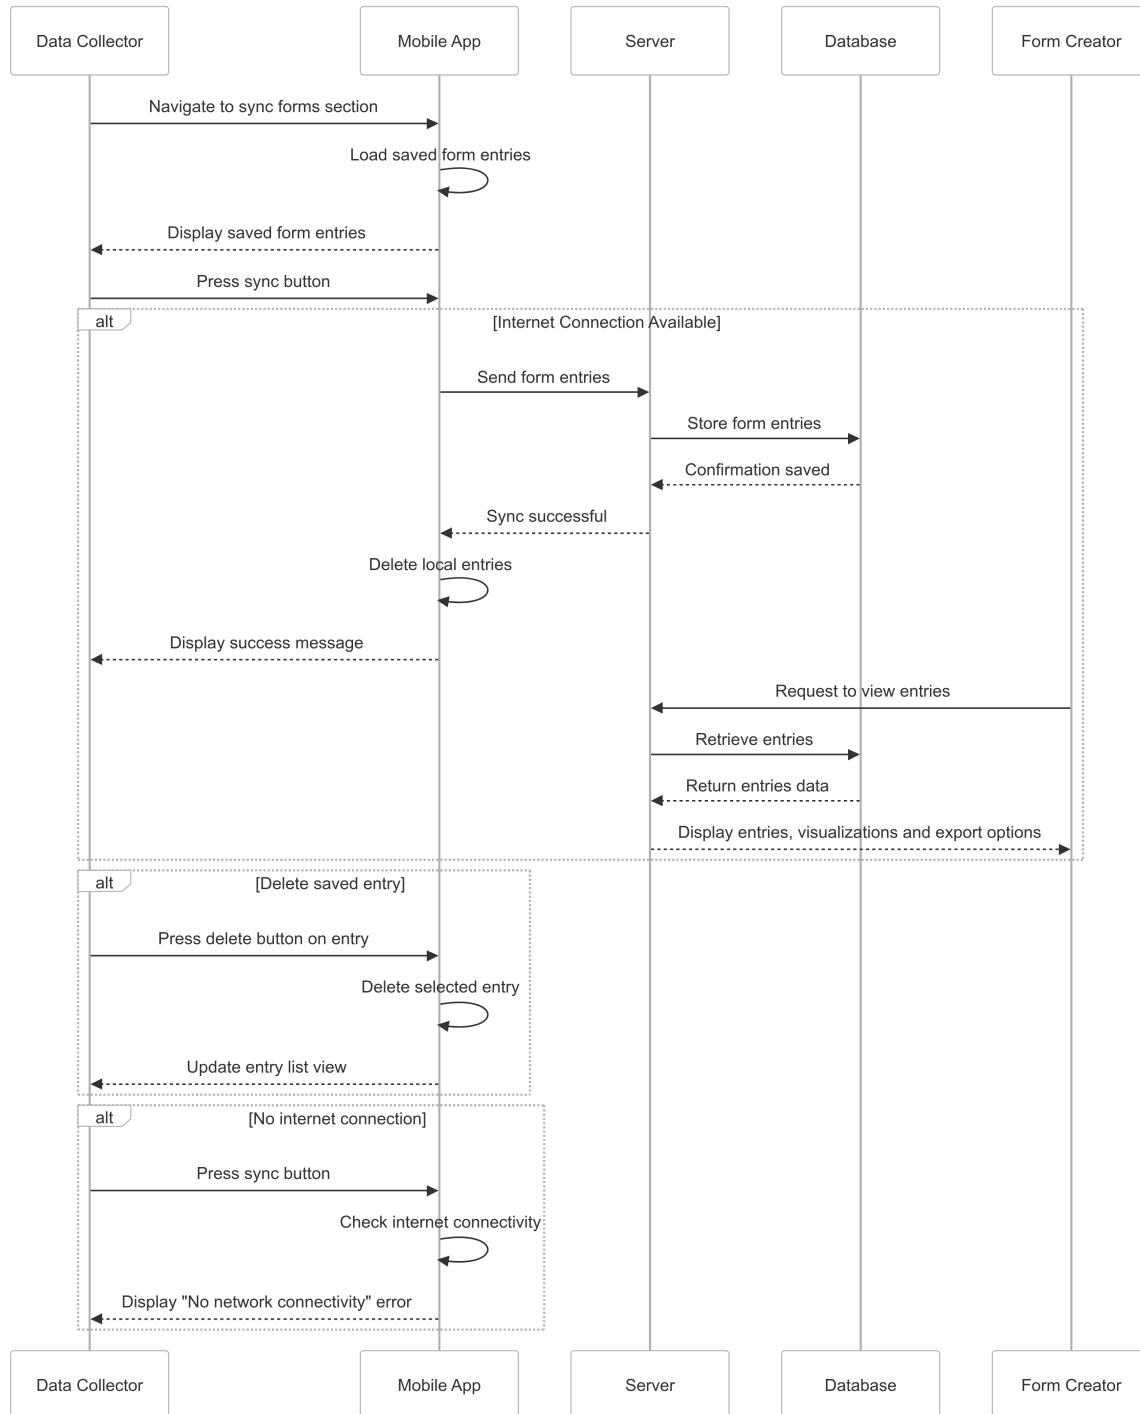 Data Collector
Mobile App
Server
Database
Form Creator
Navigate to sync forms section
Load saved form entries
Display saved form entries
Press sync button
alt
[Internet Connection Available]
Send form entries
Store form entries
Confirmation saved
Sync successful
Delete local entries
Display success message
Request to view entries
Retrieve entries
Return entries data
Display entries, visualizations and export options
alt
[Delete saved entry]
Press delete button on entry
Delete selected entry
Update entry list view
alt
[No internet connection]
Press sync button
Check internet connectivity
Display "No network connectivity" error
Data Collector
Mobile App
Server
Database
Form Creator